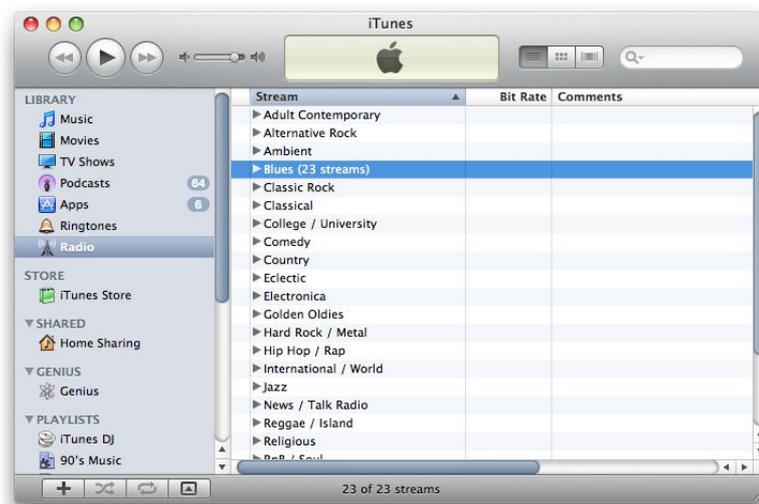 iTunes
LIBRARY
Music
Movies
TV Shows
Podcasts 64
Apps 6
Ringtones
Radio
STORE
iTunes Store
SHARED
Home Sharing
GENIUS
Genius
PLAYLISTS
iTunes DJ
90's Music
Stream Bit Rate Comments
Adult Contemporary
Alternative Rock
Ambient
Blues (23 streams)
Classic Rock
Classical
College / University
Comedy
Country
Eclectic
Electronica
Golden Oldies
Hard Rock / Metal
Hip Hop / Rap
International / World
Jazz
News / Talk Radio
Reggae / Island
Religious
RnB / Soul
23 of 23 streams